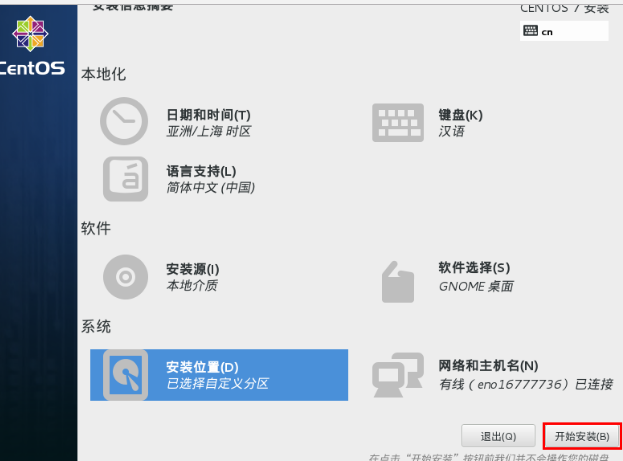 安装信息摘要
CENTOS 7 安装
cn
CentOS
本地化
日期和时间(T)
亚洲/上海 时区
键盘(K)
汉语
语言支持(L)
简体中文 (中国)
软件
安装源(I)
本地介质
软件选择(S)
GNOME 桌面
系统
安装位置(D)
已选择自定义分区
网络和主机名(N)
有线（eno16777736）已连接
退出(Q)
开始安装(B)
在点击“开始安装”按钮前我们并不会操作您的磁盘